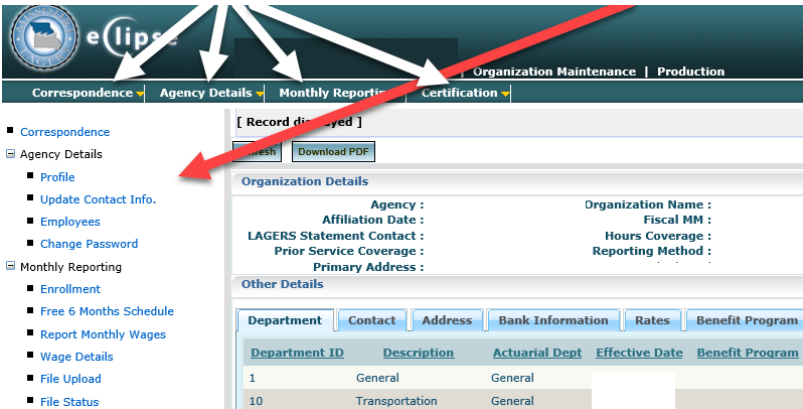 eclipse
Organization Maintenance | Production
Correspondence Agency Details Monthly Reporting Certification
[ Record displayed ]
Refresh Download PDF
Correspondence
Agency Details
Profile
Update Contact Info.
Employees
Change Password
Monthly Reporting
Enrollment
Free 6 Months Schedule
Report Monthly Wages
Wage Details
File Upload
File Status
Organization Details
Agency : Organization Name :
Affiliation Date : Fiscal MM :
LAGERS Statement Contact : Hours Coverage :
Prior Service Coverage : Reporting Method :
Primary Address :
Other Details
Department Contact Address Bank Information Rates Benefit Program
Department ID Description Actuarial Dept Effective Date Benefit Program
1 General General
10 Transportation General